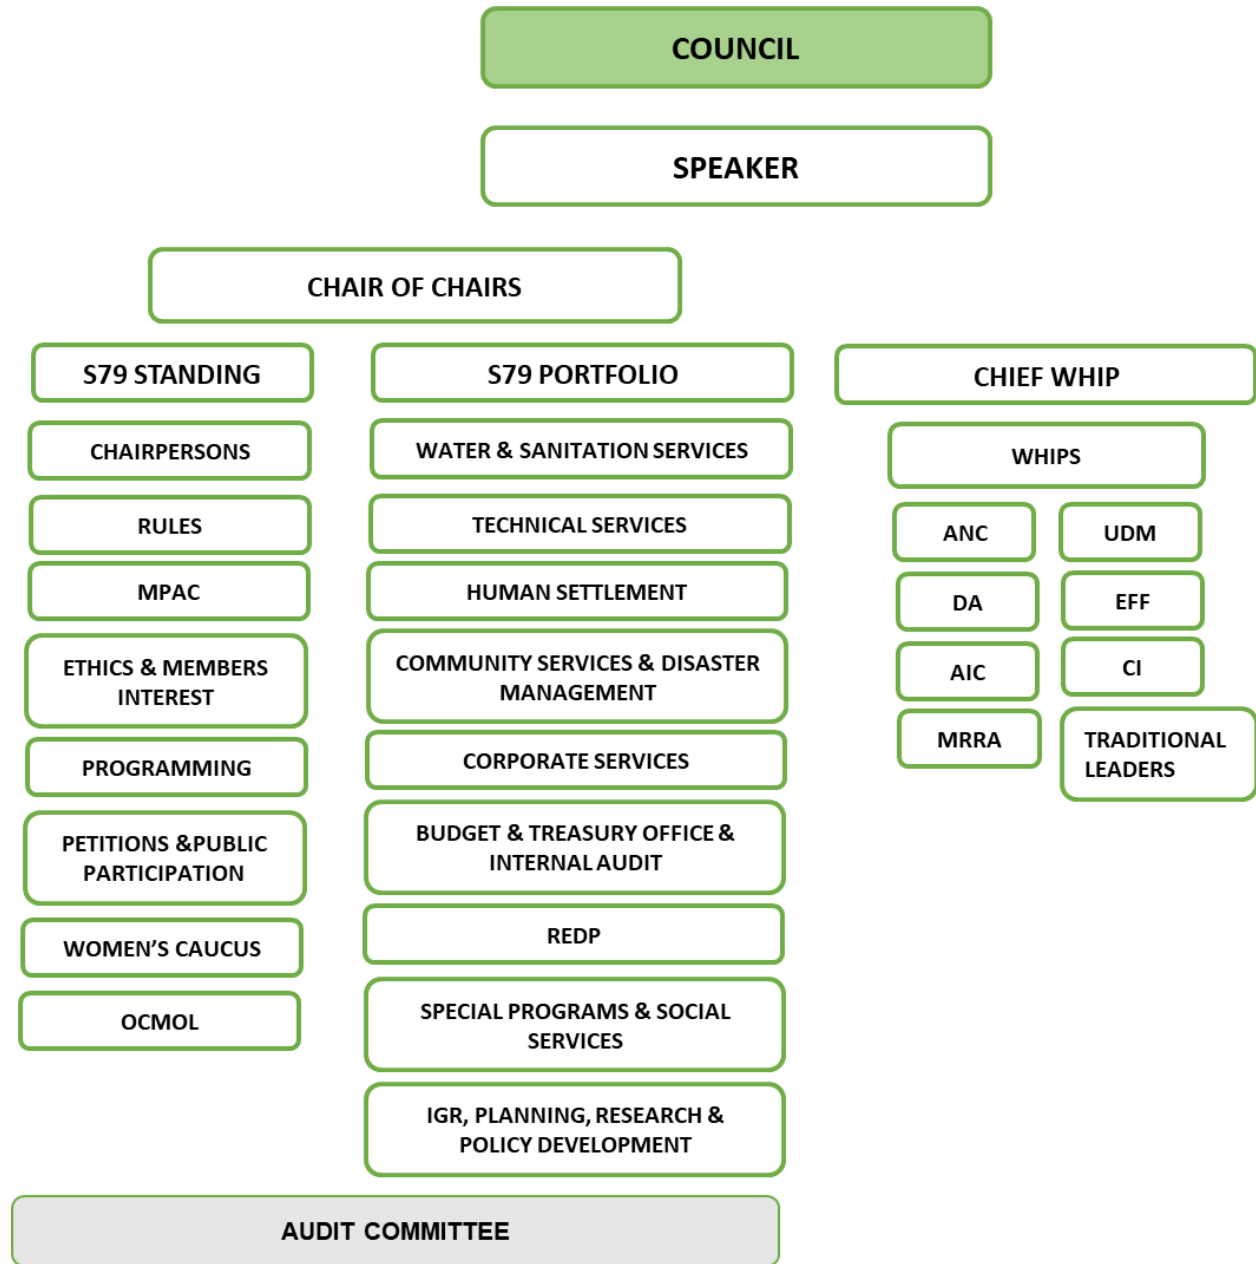 COUNCIL
SPEAKER
CHAIR OF CHAIRS
S79 STANDING
CHAIRPERSONS
RULES
MPAC
ETHICS & MEMBERS
INTEREST
PROGRAMMING
PETITIONS &PUBLIC
PARTICIPATION
WOMEN’S CAUCUS
OCMOL
S79 PORTFOLIO
WATER & SANITATION SERVICES
TECHNICAL SERVICES
HUMAN SETTLEMENT
COMMUNITY SERVICES & DISASTER
MANAGEMENT
CORPORATE SERVICES
BUDGET & TREASURY OFFICE &
INTERNAL AUDIT
REDP
SPECIAL PROGRAMS & SOCIAL
SERVICES
IGR, PLANNING, RESEARCH &
POLICY DEVELOPMENT
CHIEF WHIP
WHIPS
ANC
UDM
DA
EFF
AIC
CI
MRRA
TRADITIONAL
LEADERS
AUDIT COMMITTEE